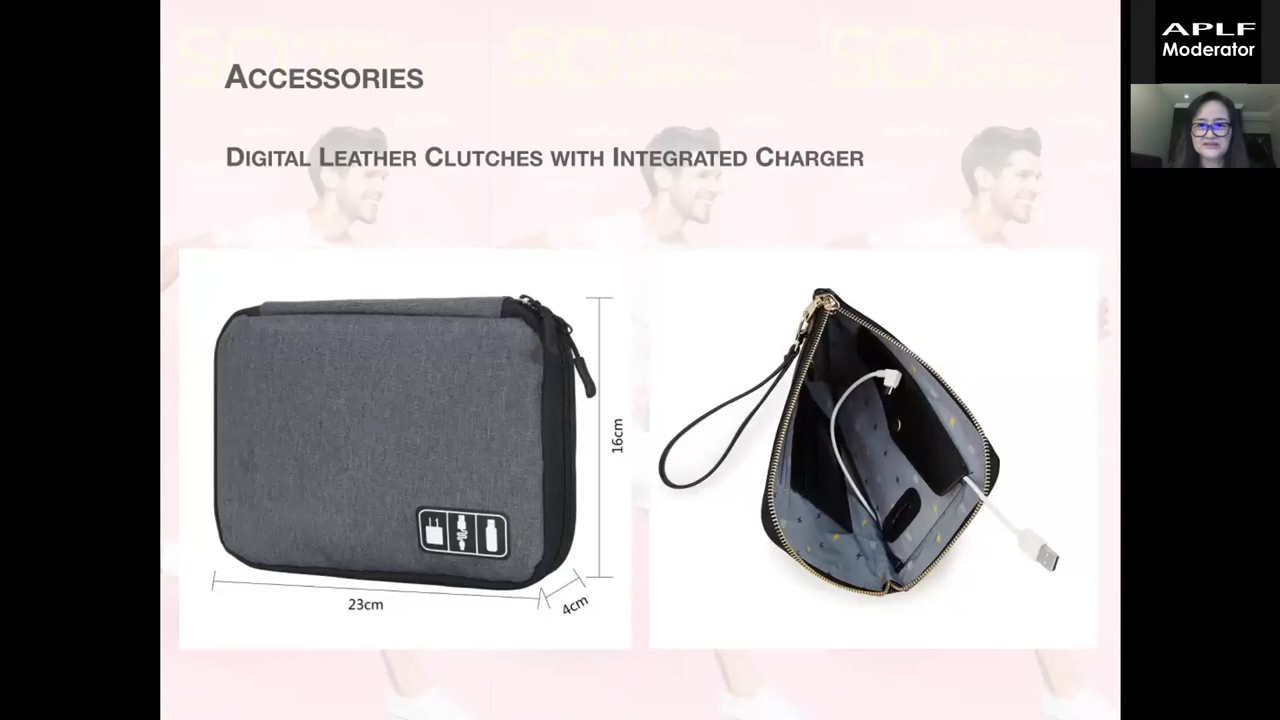 ACCESSORIES
DIGITAL LEATHER CLUTCHES WITH INTEGRATED CHARGER
16cm
23cm
4cm
APLF
Moderator